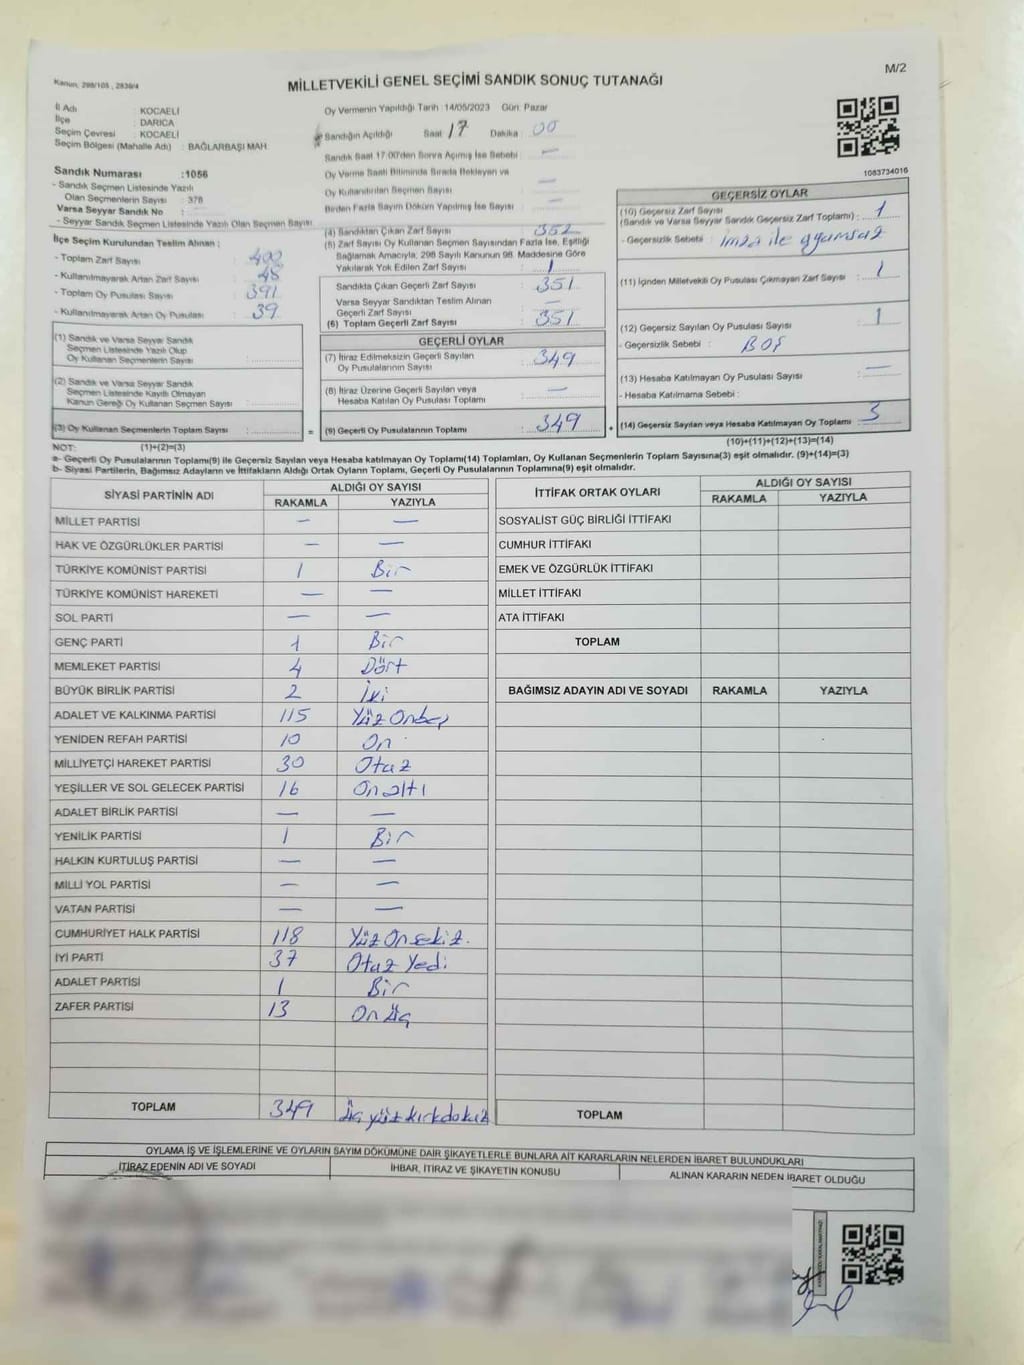 M/2
Kanun, 298/105 , 2839/4
MİLLETVEKİLİ GENEL SEÇİMİ SANDIK SONUÇ TUTANAĞI
İl Adı : KOCAELİ
İlçe : DARICA
Seçim Çevresi : KOCAELİ
Seçim Bölgesi (Mahalle Adı) : BAĞLARBAŞI MAH
Sandık Numarası :1056
- Sandık Seçmen Listesinde Yazılı
Olan Seçmenlerin Sayısı : 378
Varsa Seyyar Sandık No :
- Seyyar Seçmen Listesinde Yazılı Olan Seçmen Sayısı
Oy Vermenin Yapıldığı Tarih :14/05/2023 Gün: Pazar
Sandığın Açıldığı Saat : 17 Dakika : 00
Sandık Saat 17:00'den Sonra Açılmış İse Sebebi : —
Oy Verme Saati Bitiminde Sırada Bekleyen ve
Oy Kullandırılan Seçmen Sayısı : —
Birden Fazla Sayım Döküm Yapılmış İse Sayısı : —
1083734016
İlçe Seçim Kurulundan Teslim Alınan :
- Toplam Zarf Sayısı : 400
- Kullanılmayarak Artan Zarf Sayısı : 48
- Toplam Oy Pusulası Sayısı : 391
- Kullanılmayarak Artan Oy Pusulası : 39
(1) Sandık ve Varsa Seyyar Sandık
Seçmen Listesinde Yazılı Olup
Oy Kullanan Seçmenlerin Sayısı :
(2) Sandık ve Varsa Seyyar Sandık
Seçmen Listesinde Kayıtlı Olmayan
Kanun Gereği Oy Kullanan Seçmen Sayısı :
(3) Oy Kullanan Seçmenlerin Toplam Sayısı : =
(4) Sandıktan Çıkan Zarf Sayısı : 352
(5) Zarf Sayısı Oy Kullanan Seçmen Sayısından Fazla İse, Eşitliği
Sağlamak Amacıyla; 298 Sayılı Kanunun 98. Maddesine Göre
Yakılarak Yok Edilen Zarf Sayısı : 1
Sandıkta Çıkan Geçerli Zarf Sayısı : 351
Varsa Seyyar Sandıktan Teslim Alınan
Geçerli Zarf Sayısı : —
(6) Toplam Geçerli Zarf Sayısı : 351
GEÇERLİ OYLAR
(7) İtiraz Edilmeksizin Geçerli Sayılan
Oy Pusulasının Sayısı : 349
(8) İtiraz Üzerine Geçerli Sayılan veya
Hesaba Katılan Oy Pusulası Toplamı : —
(9) Geçerli Oy Pusulalarının Toplamı : 349 +
GEÇERSİZ OYLAR
(10) Geçersiz Zarf Sayısı
(Sandık ve Varsa Seyyar Sandık Geçersiz Zarf Toplamı) : 1
- Geçersizlik Sebebi : imza ile uyumsuz
(11) İçinden Milletvekili Oy Pusulası Çıkmayan Zarf Sayısı : 1
(12) Geçersiz Sayılan Oy Pusulası Sayısı : 1
- Geçersizlik Sebebi : BOŞ
(13) Hesaba Katılmayan Oy Pusulası Sayısı : —
- Hesaba Katılmama Sebebi :
(14) Geçersiz Sayılan veya Hesaba Katılmayan Oy Toplamı : 3
NOT: (1)+(2)=(3) (10)+(11)+(12)+(13)=(14)
a- Geçerli Oy Pusulalarının Toplamı(9) ile Geçersiz Sayılan veya Hesaba Katılmayan Oy Toplamı(14) Toplamları, Oy Kullanan Seçmenlerin Toplam Sayısına(3) eşit olmalıdır. (9)+(14)=(3)
b- Siyasi Partilerin, Bağımsız Adayların ve İttifakların Aldığı Ortak Oyların Toplamı, Geçerli Oy Pusulalarının Toplamına(9) eşit olmalıdır.
SİYASİ PARTİNİN ADI ALDIĞI OY SAYISI RAKAMLA YAZIYLA
MİLLET PARTİSİ — —
HAK VE ÖZGÜRLÜKLER PARTİSİ — —
TÜRKİYE KOMÜNİST PARTİSİ 1 Bir
TÜRKİYE KOMÜNİST HAREKETİ — —
SOL PARTİ — —
GENÇ PARTİ 1 Bir
MEMLEKET PARTİSİ 4 Dört
BÜYÜK BİRLİK PARTİSİ 2 İki
ADALET VE KALKINMA PARTİSİ 115 Yüz Onbeş
YENİDEN REFAH PARTİSİ 10 On
MİLLİYETÇİ HAREKET PARTİSİ 30 Otuz
YEŞİLLER VE SOL GELECEK PARTİSİ 16 Onaltı
ADALET BİRLİK PARTİSİ — —
YENİLİK PARTİSİ 1 Bir
HALKIN KURTULUŞ PARTİSİ — —
MİLLİ YOL PARTİSİ — —
VATAN PARTİSİ — —
CUMHURİYET HALK PARTİSİ 118 Yüz Onsekiz.
İYİ PARTİ 37 Otuz Yedi
ADALET PARTİSİ 1 Bir
ZAFER PARTİSİ 13 On üç
TOPLAM 349 üç yüz kırk dokuz
İTTİFAK ORTAK OYLARI ALDIĞI OY SAYISI RAKAMLA YAZIYLA
SOSYALİST GÜÇ BİRLİĞİ İTTİFAKI
CUMHUR İTTİFAKI
EMEK VE ÖZGÜRLÜK İTTİFAKI
MİLLET İTTİFAKI
ATA İTTİFAKI
TOPLAM
BAĞIMSIZ ADAYIN ADI VE SOYADI RAKAMLA YAZIYLA
TOPLAM
OYLAMA İŞ VE İŞLEMLERİNE VE OYLARIN SAYIM DÖKÜMÜNE DAİR ŞİKAYETLERLE BUNLARA AİT KARARLARIN NELERDEN İBARET BULUNDUKLARI
İTİRAZ EDENİN ADI VE SOYADI İHBAR, İTİRAZ VE ŞİKAYETİN KONUSU ALINAN KARARIN NEDEN İBARET OLDUĞU